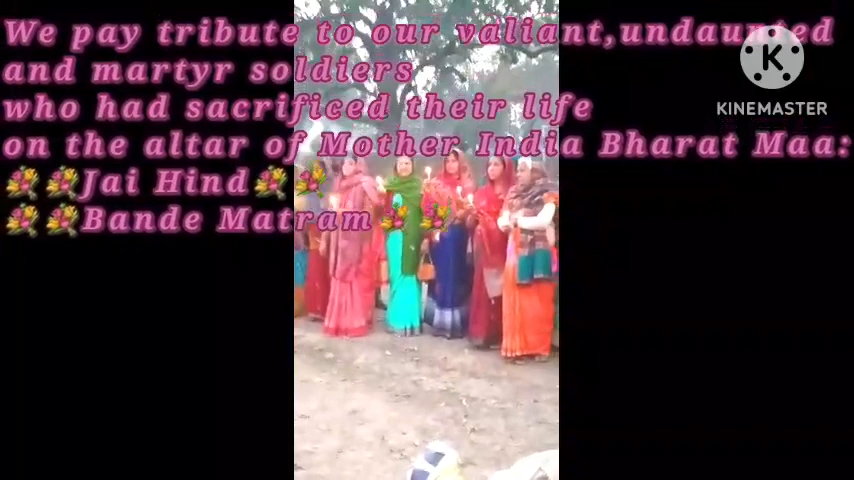 We pay tribute to our valiant,undaunted
and martyr soldiers
who had sacrificed their life
on the altar of Mother India Bharat Maa:
💐💐Jai Hind💐💐
💐💐Bande Matram💐💐
KINEMASTER